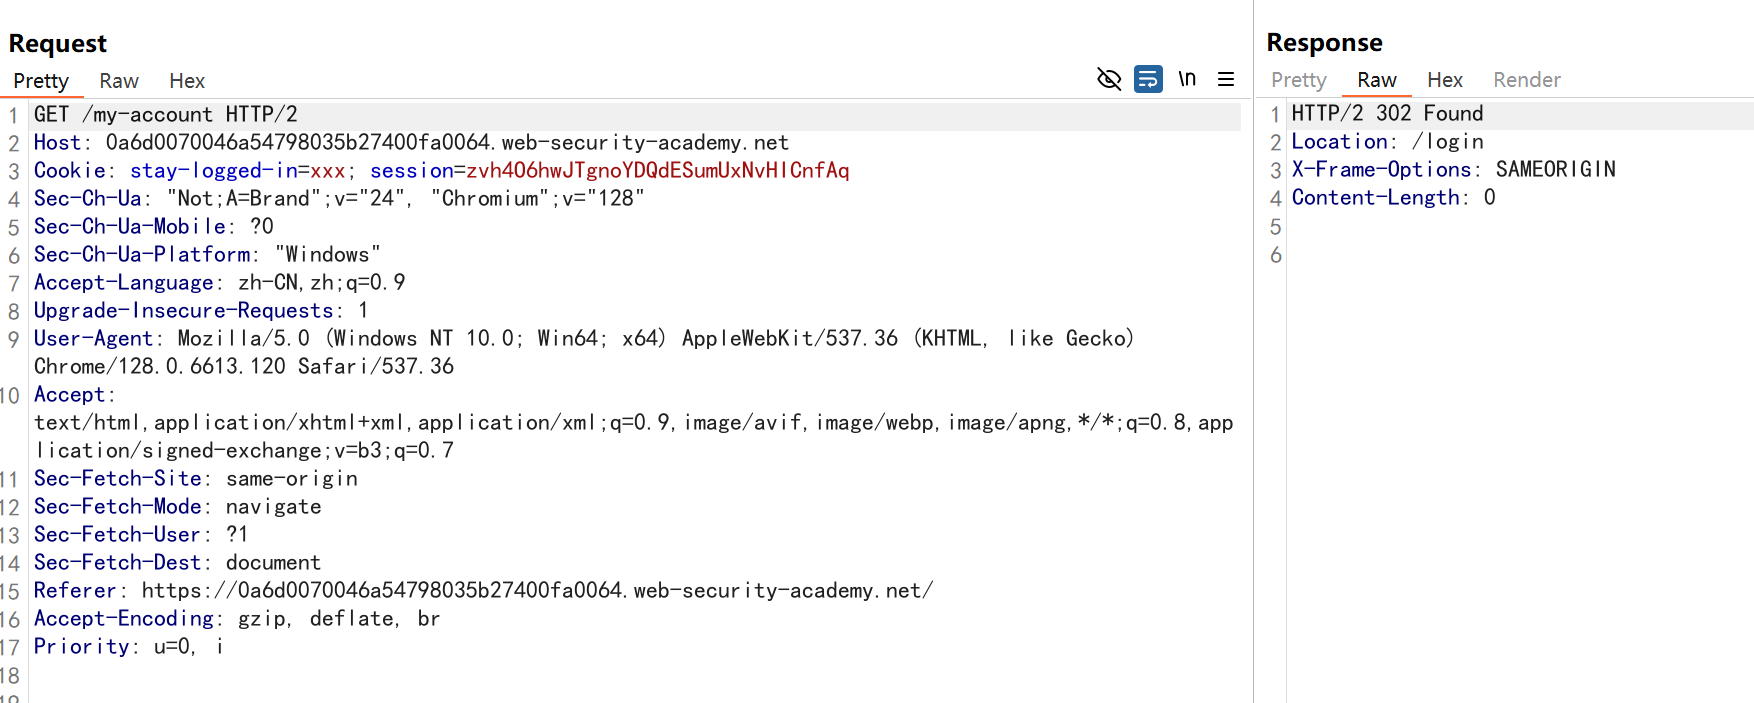 Request
Pretty Raw Hex
\n
1 GET /my-account HTTP/2
2 Host: 0a6d0070046a54798035b27400fa0064.web-security-academy.net
3 Cookie: stay-logged-in=xxx; session=zvh4O6hwJTgnoYDQdESumUxNvHlCnfAq
4 Sec-Ch-Ua: "Not;A=Brand";v="24", "Chromium";v="128"
5 Sec-Ch-Ua-Mobile: ?0
6 Sec-Ch-Ua-Platform: "Windows"
7 Accept-Language: zh-CN,zh;q=0.9
8 Upgrade-Insecure-Requests: 1
9 User-Agent: Mozilla/5.0 (Windows NT 10.0; Win64; x64) AppleWebKit/537.36 (KHTML, like Gecko)
Chrome/128.0.6613.120 Safari/537.36
10 Accept:
text/html,application/xhtml+xml,application/xml;q=0.9,image/avif,image/webp,image/apng,*/*;q=0.8,app
lication/signed-exchange;v=b3;q=0.7
11 Sec-Fetch-Site: same-origin
12 Sec-Fetch-Mode: navigate
13 Sec-Fetch-User: ?1
14 Sec-Fetch-Dest: document
15 Referer: https://0a6d0070046a54798035b27400fa0064.web-security-academy.net/
16 Accept-Encoding: gzip, deflate, br
17 Priority: u=0, i
18
19
Response
Pretty Raw Hex Render
1 HTTP/2 302 Found
2 Location: /login
3 X-Frame-Options: SAMEORIGIN
4 Content-Length: 0
5
6